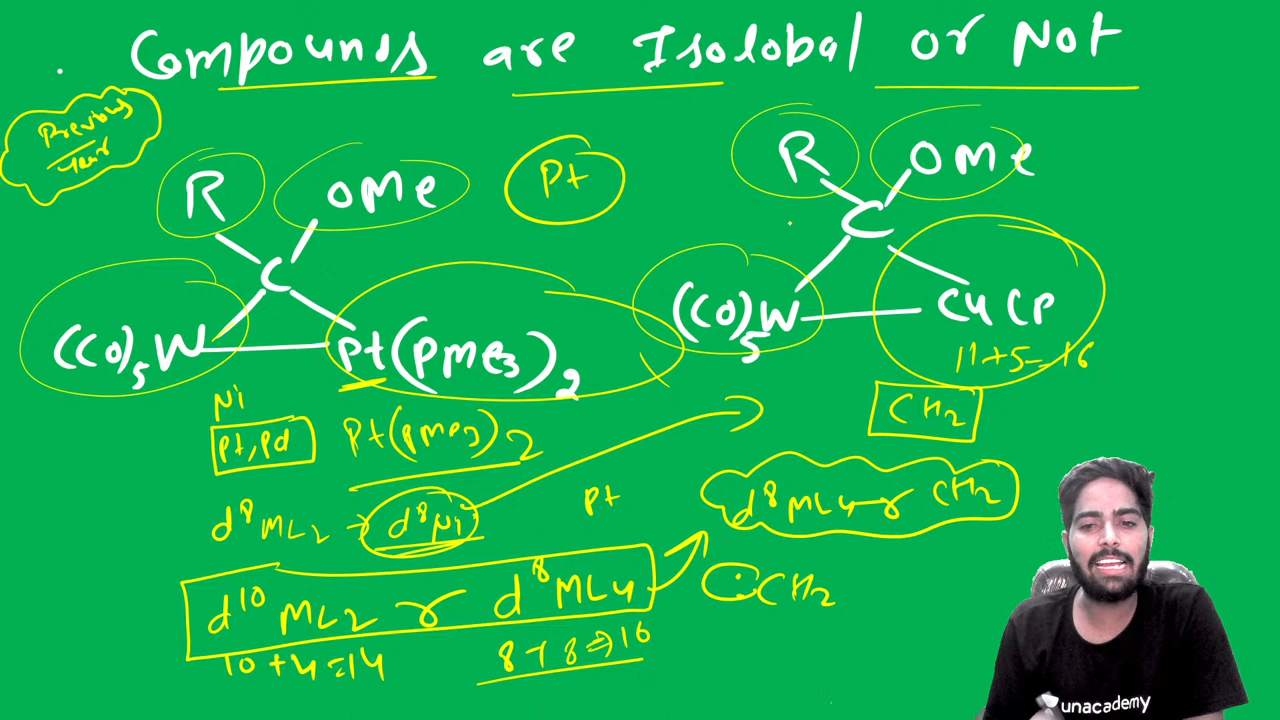 Compounds are Isolobal or Not
Previous
Year
R OMe
C
(CO)5W Pt(PMe3)2
Pt
R OMe
C
(CO)5W CuCP
11+5=16
CH2
Ni
Pt, Pd
Pt(PMe3)2
d8ML2 d8Ni
Pt
d8ML4 CH2
d10ML2 d8ML4
10+4=14
8+8=16
CH2
unacademy